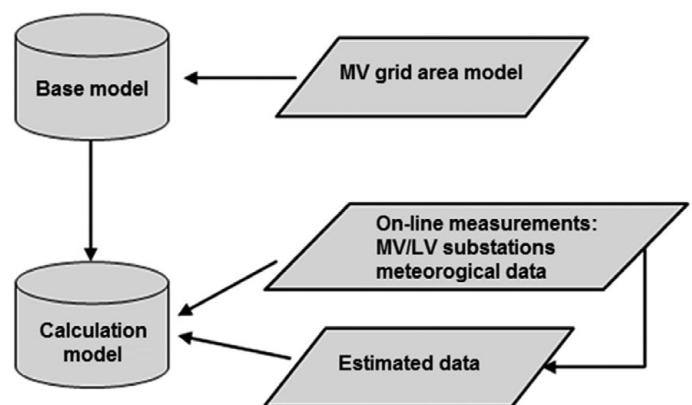 Base model
MV grid area model
On-line measurements:
MV/LV substations
meteorogical data
Calculation
model
Estimated data